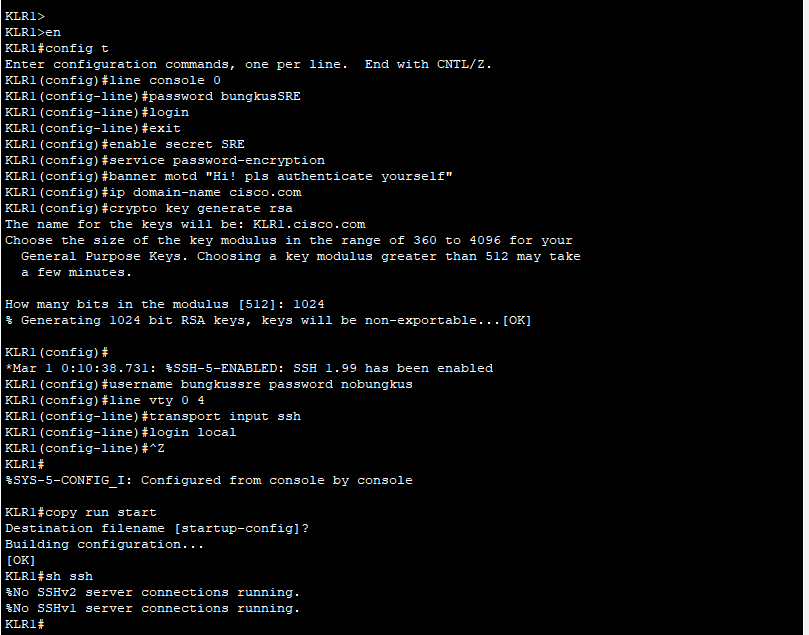 KLR1>
KLR1>en
KLR1#config t
Enter configuration commands, one per line.  End with CNTL/Z.
KLR1(config)#line console 0
KLR1(config-line)#password bungkusSRE
KLR1(config-line)#login
KLR1(config-line)#exit
KLR1(config)#enable secret SRE
KLR1(config)#service password-encryption
KLR1(config)#banner motd "Hi! pls authenticate yourself"
KLR1(config)#ip domain-name cisco.com
KLR1(config)#crypto key generate rsa
The name for the keys will be: KLR1.cisco.com
Choose the size of the key modulus in the range of 360 to 4096 for your
  General Purpose Keys. Choosing a key modulus greater than 512 may take
  a few minutes.
How many bits in the modulus [512]: 1024
% Generating 1024 bit RSA keys, keys will be non-exportable...[OK]
KLR1(config)#
*Mar 1 0:10:38.731: %SSH-5-ENABLED: SSH 1.99 has been enabled
KLR1(config)#username bungkussre password nobungkus
KLR1(config)#line vty 0 4
KLR1(config-line)#transport input ssh
KLR1(config-line)#login local
KLR1(config-line)#^Z
KLR1#
%SYS-5-CONFIG_I: Configured from console by console
KLR1#copy run start
Destination filename [startup-config]?
Building configuration...
[OK]
KLR1#sh ssh
%No SSHv2 server connections running.
%No SSHv1 server connections running.
KLR1#